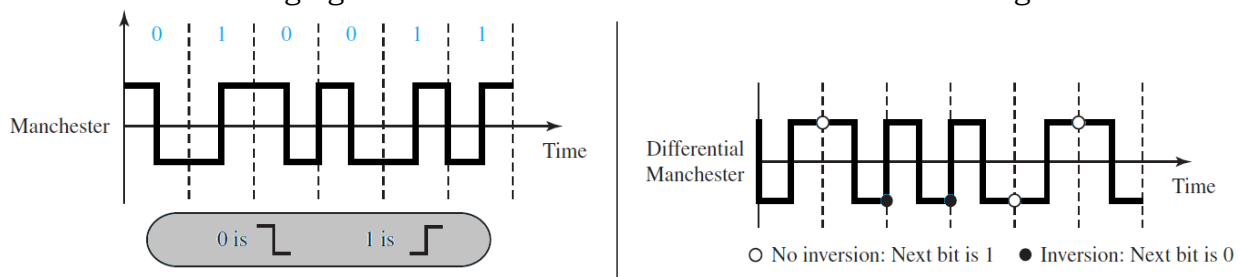 0 1 0 0 1 1
Manchester
Time
0 is 1 is
Differential
Manchester
Time
No inversion: Next bit is 1 Inversion: Next bit is 0